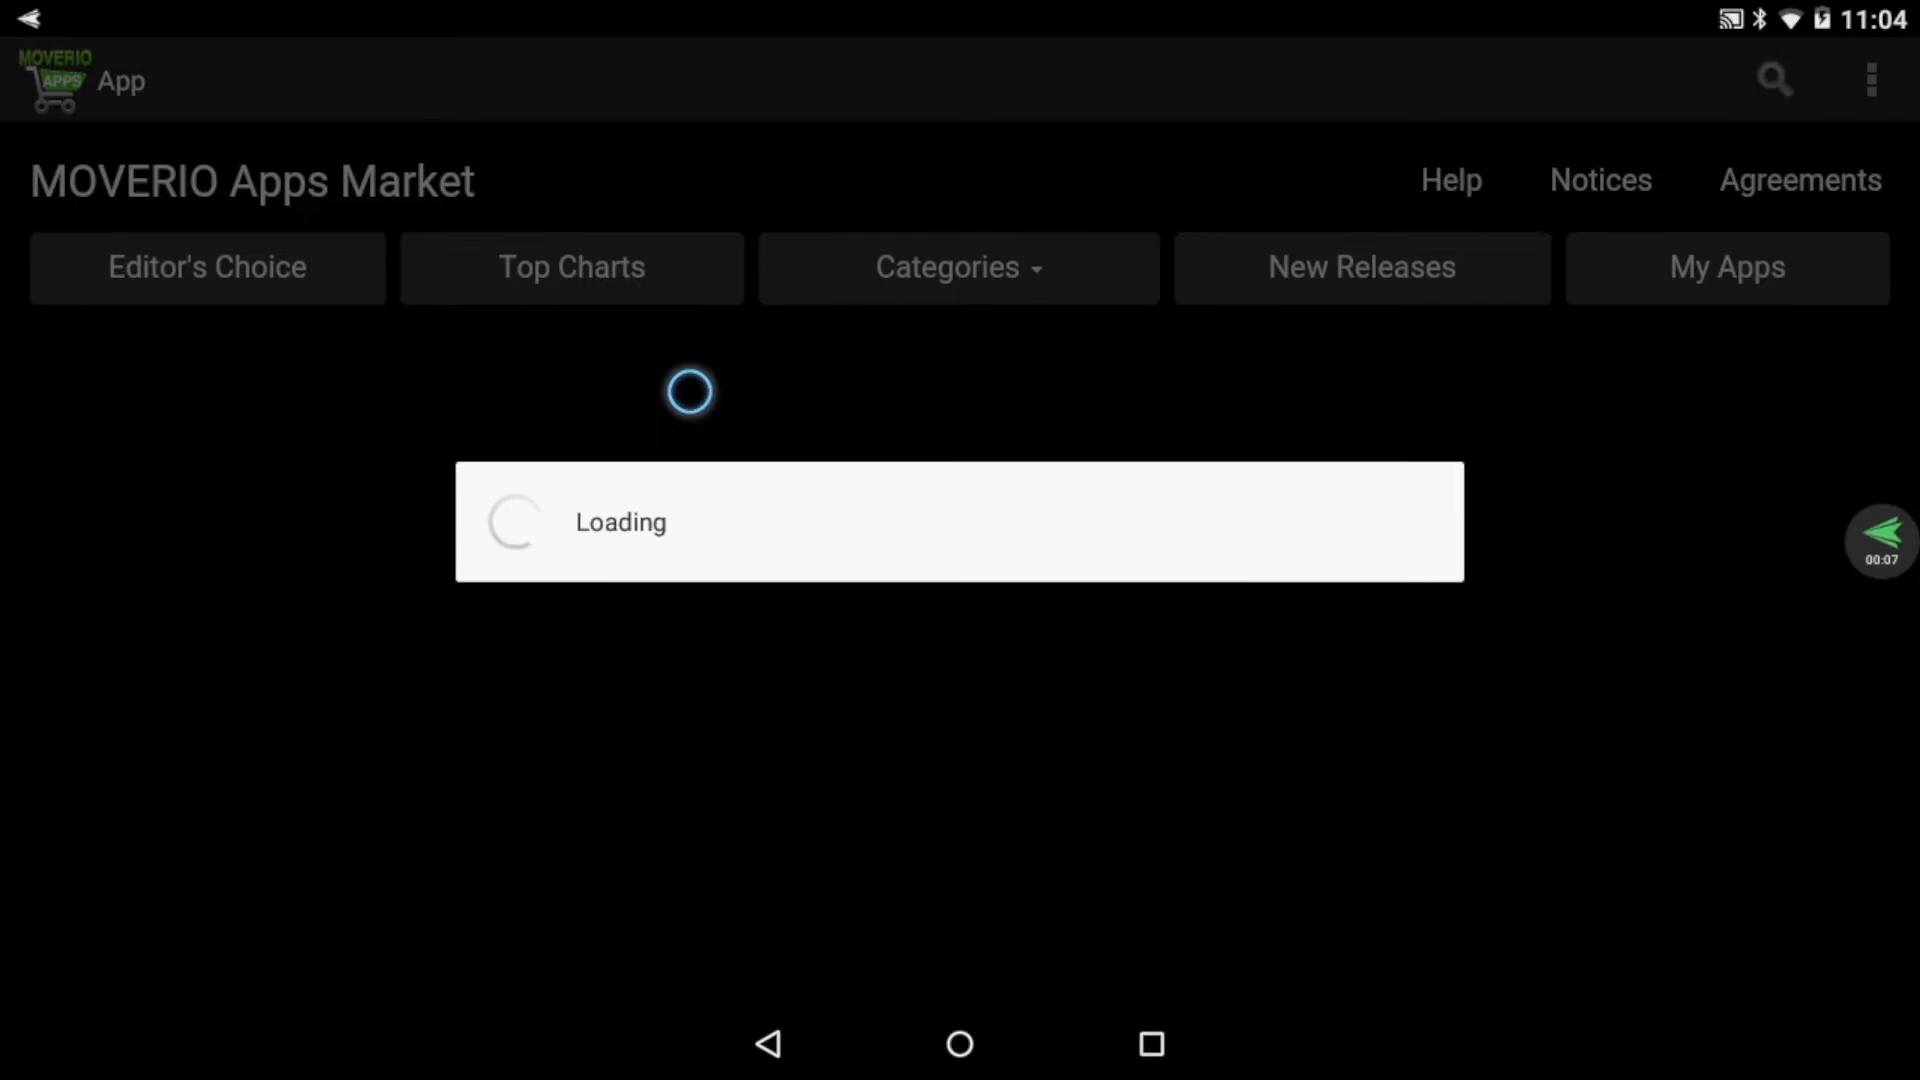 11:04
MOVERIO
APPS
App
MOVERIO Apps Market
Help Notices Agreements
Editor's Choice Top Charts Categories New Releases My Apps
Loading
00:07